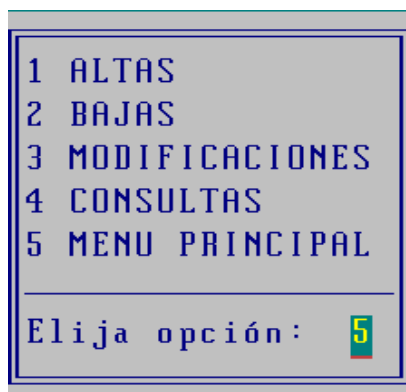 1 ALTAS
2 BAJAS
3 MODIFICACIONES
4 CONSULTAS
5 MENU PRINCIPAL
Elija opción: 5